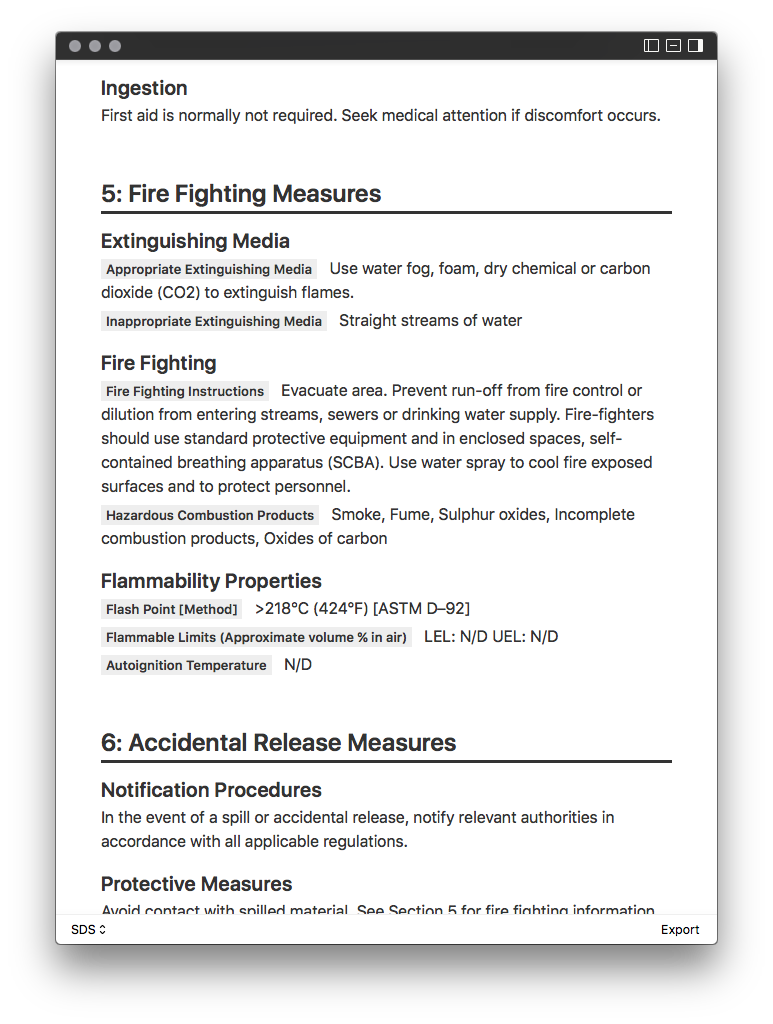 Ingestion
First aid is normally not required. Seek medical attention if discomfort occurs.
5: Fire Fighting Measures
Extinguishing Media
Appropriate Extinguishing Media Use water fog, foam, dry chemical or carbon
dioxide (CO2) to extinguish flames.
Inappropriate Extinguishing Media Straight streams of water
Fire Fighting
Fire Fighting Instructions Evacuate area. Prevent run-off from fire control or
dilution from entering streams, sewers or drinking water supply. Fire-fighters
should use standard protective equipment and in enclosed spaces, self-
contained breathing apparatus (SCBA). Use water spray to cool fire exposed
surfaces and to protect personnel.
Hazardous Combustion Products Smoke, Fume, Sulphur oxides, Incomplete
combustion products, Oxides of carbon
Flammability Properties
Flash Point [Method] >218°C (424°F) [ASTM D–92]
Flammable Limits (Approximate volume % in air) LEL: N/D UEL: N/D
Autoignition Temperature N/D
6: Accidental Release Measures
Notification Procedures
In the event of a spill or accidental release, notify relevant authorities in
accordance with all applicable regulations.
Protective Measures
Avoid contact with spilled material. See Section 5 for fire fighting information.
SDS Export